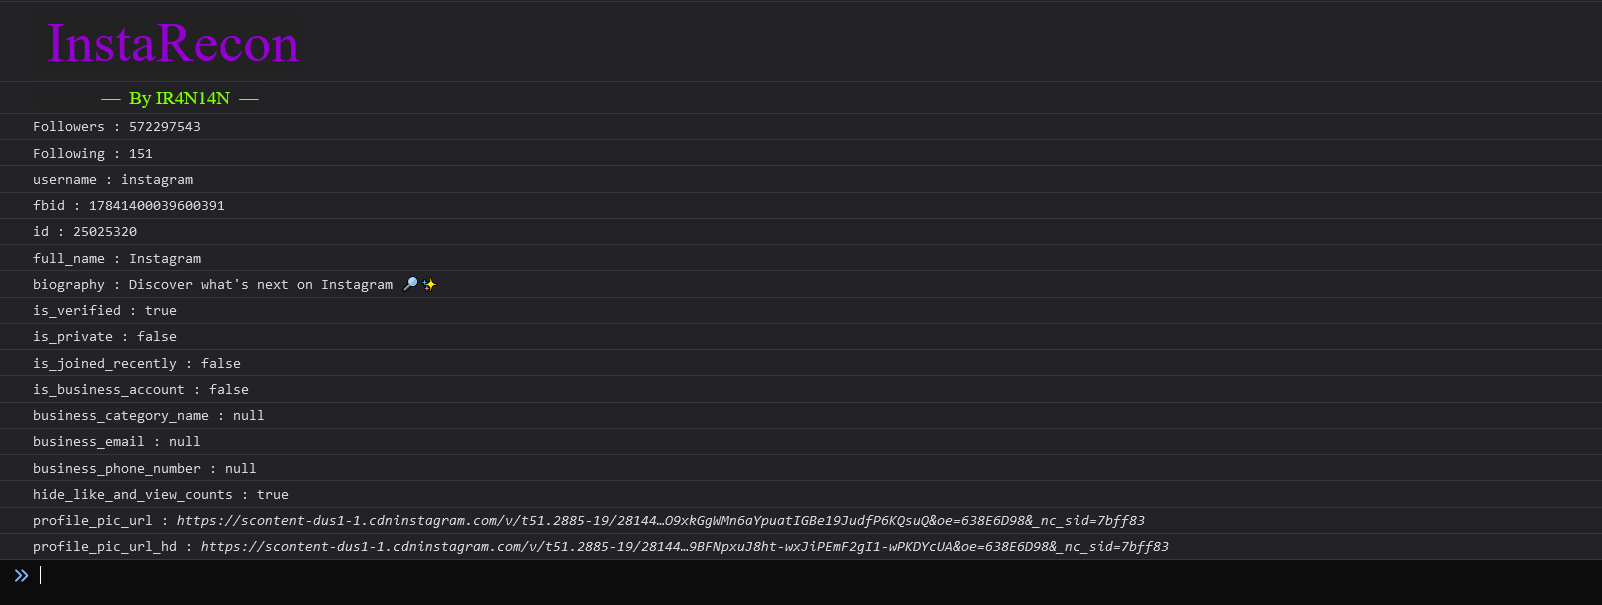 InstaRecon
— By IR4N14N —
Followers : 572297543
Following : 151
username : instagram
fbid : 17841400039600391
id : 25025320
full_name : Instagram
biography : Discover what's next on Instagram 🔎✨
is_verified : true
is_private : false
is_joined_recently : false
is_business_account : false
business_category_name : null
business_email : null
business_phone_number : null
hide_like_and_view_counts : true
profile_pic_url : https://scontent-dus1-1.cdninstagram.com/v/t51.2885-19/28144…O9xkGgWMn6aYpuatIGBe19JudfP6KQsuQ&oe=638E6D98&_nc_sid=7bff83
profile_pic_url_hd : https://scontent-dus1-1.cdninstagram.com/v/t51.2885-19/28144…9BFNpxuJ8ht-wxJiPEmF2gI1-wPKDYcUA&oe=638E6D98&_nc_sid=7bff83